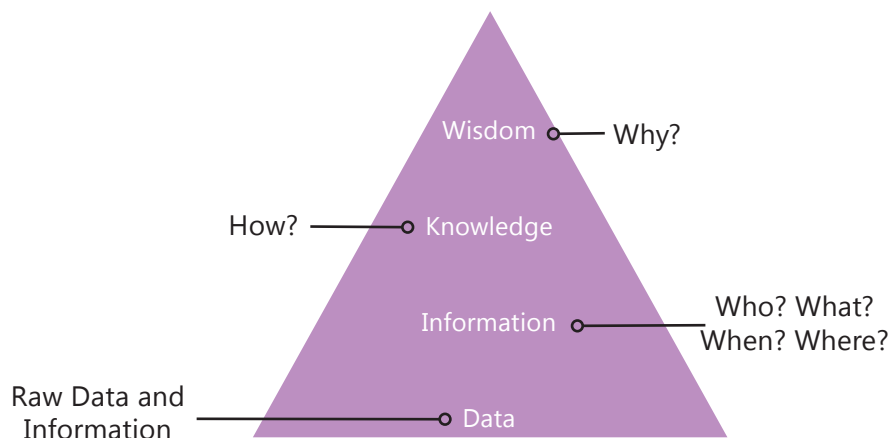 Wisdom
Why?
How?
Knowledge
Information
Who? What?
When? Where?
Raw Data and
Information
Data